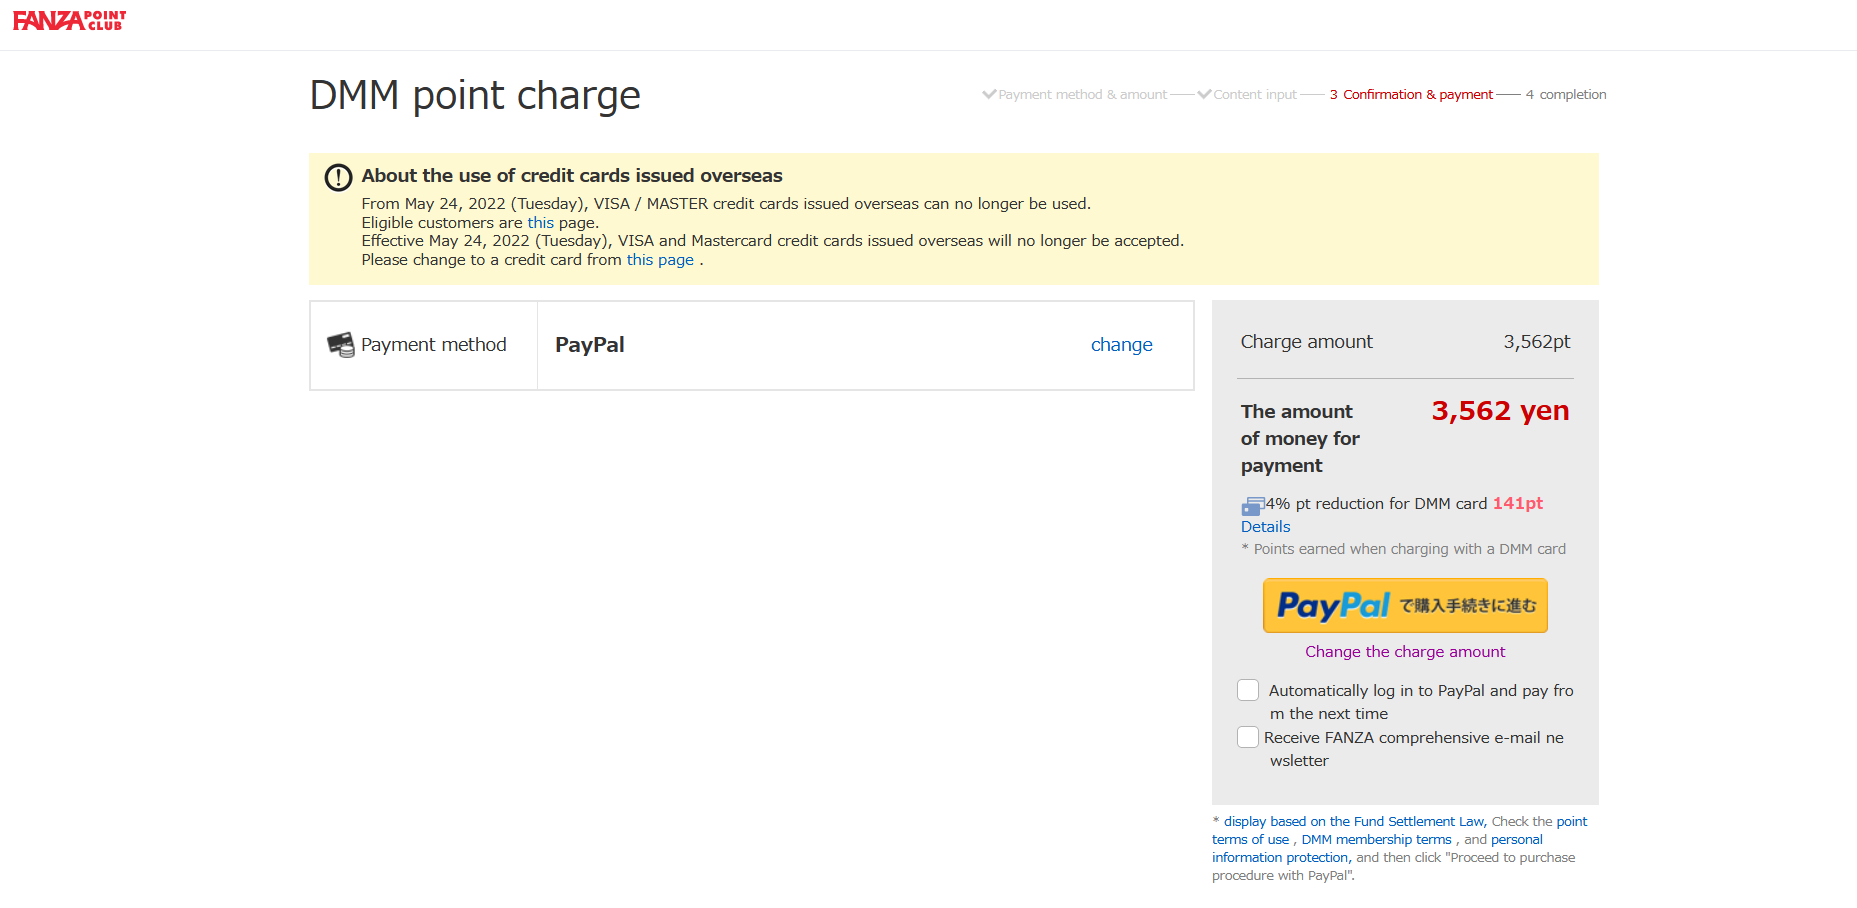 FANZA POINT CLUB
DMM point charge
Payment method & amount
Content input
3 Confirmation & payment
4 completion
About the use of credit cards issued overseas
From May 24, 2022 (Tuesday), VISA / MASTER credit cards issued overseas can no longer be used.
Eligible customers are this page.
Effective May 24, 2022 (Tuesday), VISA and Mastercard credit cards issued overseas will no longer be accepted.
Please change to a credit card from this page .
Payment method
PayPal
change
Charge amount
3,562pt
The amount
of money for
payment
3,562 yen
4% pt reduction for DMM card 141pt
Details
* Points earned when charging with a DMM card
PayPal で購入手続きに進む
Change the charge amount
Automatically log in to PayPal and pay fro
m the next time
Receive FANZA comprehensive e-mail ne
wsletter
* display based on the Fund Settlement Law, Check the point
terms of use , DMM membership terms , and personal
information protection, and then click "Proceed to purchase
procedure with PayPal".